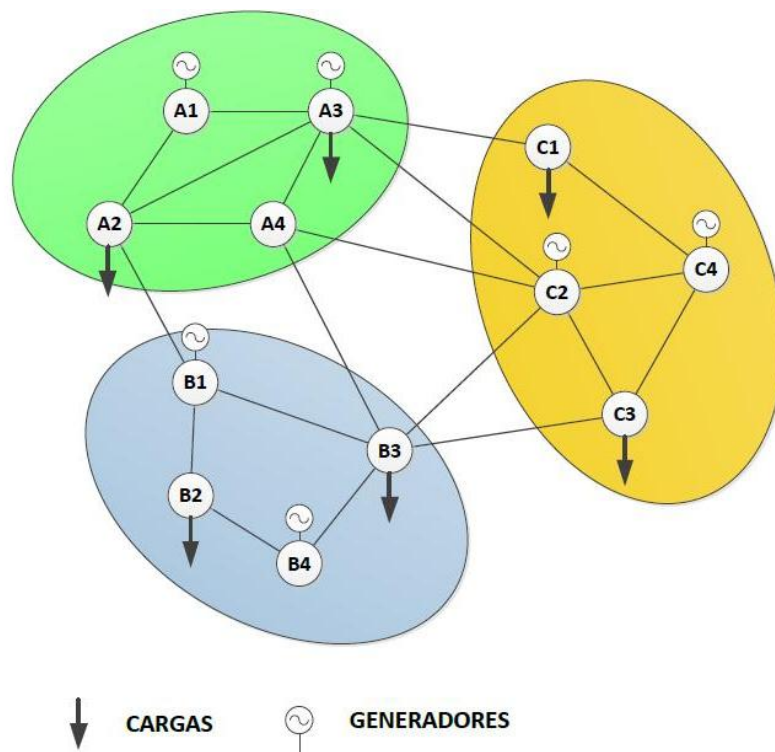 A1
A3
A2
A4
C1
C4
C2
C3
B1
B3
B2
B4
CARGAS
GENERADORES